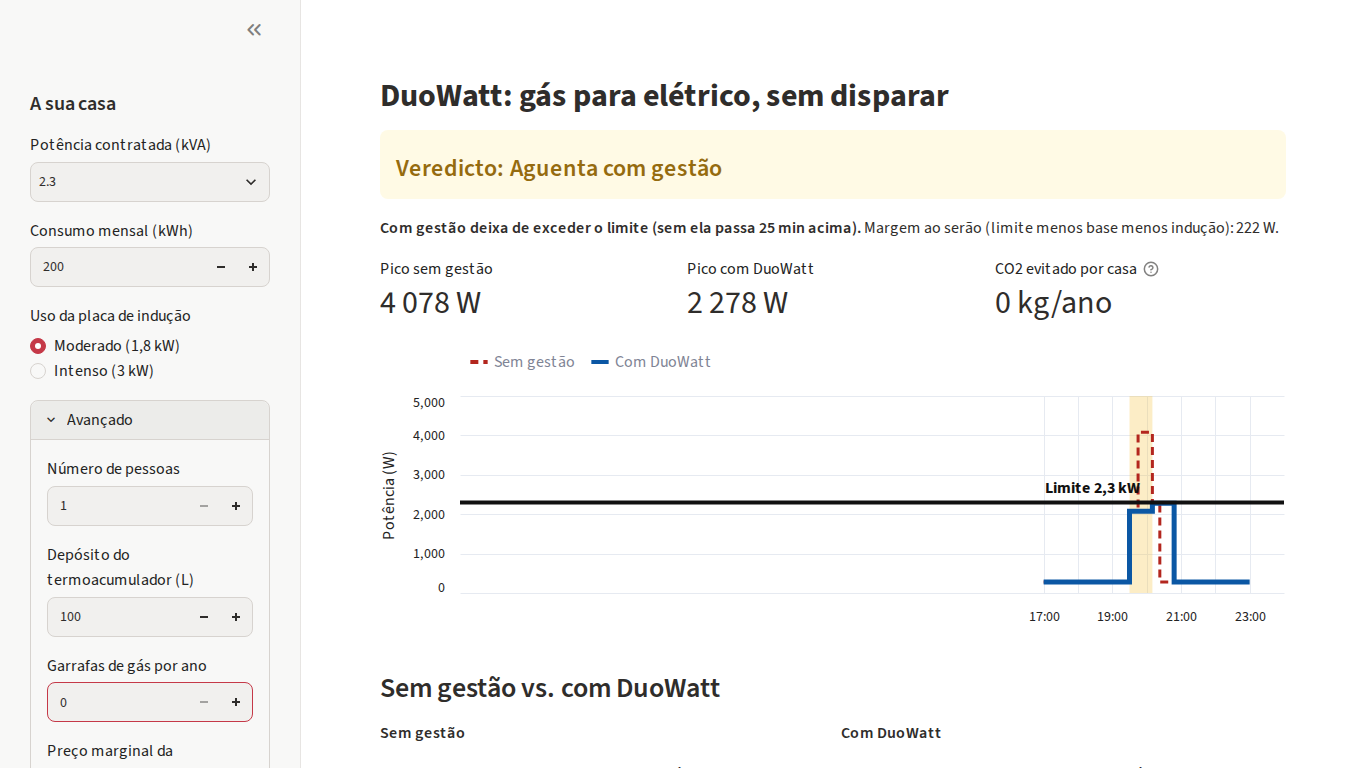 A sua casa
Potência contratada (kVA)
2.3
Consumo mensal (kWh)
200
Uso da placa de indução
Moderado (1,8 kW)
Intenso (3 kW)
Avançado
Número de pessoas
1
Depósito do
termoacumulador (L)
100
Garrafas de gás por ano
0
Preço marginal da
DuoWatt: gás para elétrico, sem disparar
Veredicto: Aguenta com gestão
Com gestão deixa de exceder o limite (sem ela passa 25 min acima). Margem ao serão (limite menos base menos indução): 222 W.
Pico sem gestão
4 078 W
Pico com DuoWatt
2 278 W
CO2 evitado por casa
0 kg/ano
Sem gestão
Com DuoWatt
Potência (W)
5,000
4,000
3,000
2,000
1,000
0
Limite 2,3 kW
17:00
19:00
21:00
23:00
Sem gestão vs. com DuoWatt
Sem gestão
Com DuoWatt